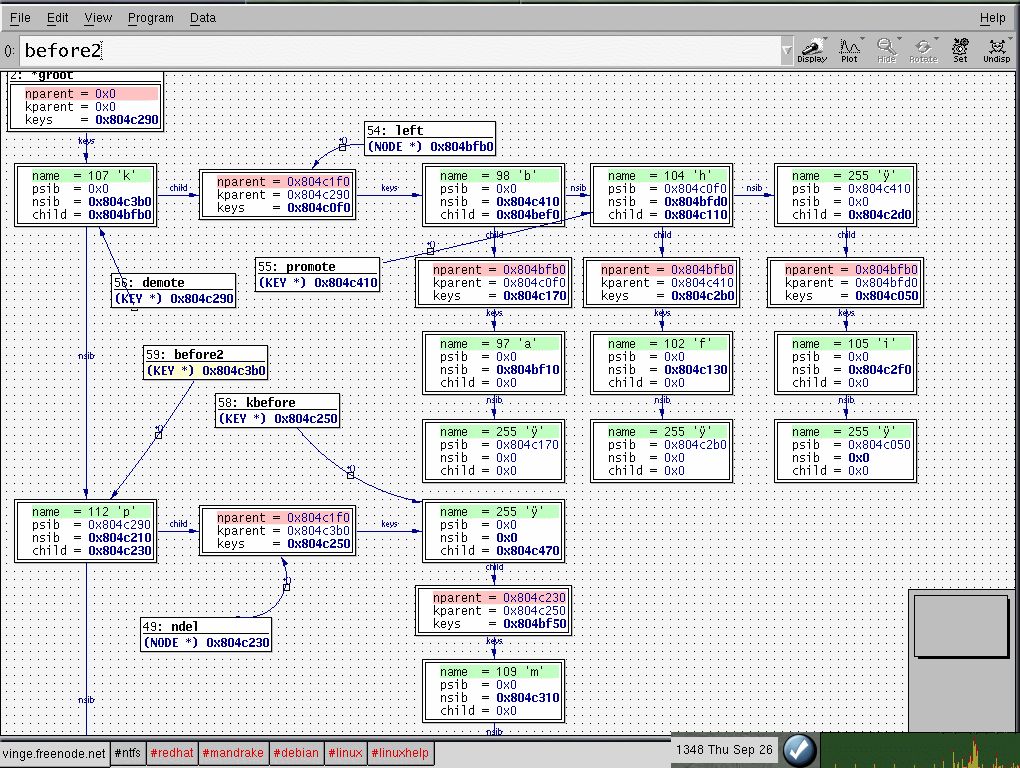 File Edit View Program Data Help
(): before2
Display Plot Hide Rotate Set Undisp
2: *groot
nparent = 0x0
kparent = 0x0
keys = 0x804c290
keys
54: left
(NODE *) 0x804bfb0
*()
name = 107 'k'
psib = 0x0
nsib = 0x804c3b0
child = 0x804bfb0
child
nparent = 0x804c1f0
kparent = 0x804c290
keys = 0x804c0f0
keys
name = 98 'b'
psib = 0x0
nsib = 0x804c410
child = 0x804bef0
nsib
name = 104 'h'
psib = 0x804c0f0
nsib = 0x804bfd0
child = 0x804c110
nsib
name = 255 'ÿ'
psib = 0x804c410
nsib = 0x0
child = 0x804c2d0
child
child
child
*()
55: promote
(KEY *) 0x804c410
56: demote
(KEY *) 0x804c290
nparent = 0x804bfb0
kparent = 0x804c0f0
keys = 0x804c170
nparent = 0x804bfb0
kparent = 0x804c410
keys = 0x804c2b0
nparent = 0x804bfb0
kparent = 0x804bfd0
keys = 0x804c050
keys
keys
keys
nsib
59: before2
(KEY *) 0x804c3b0
name = 97 'a'
psib = 0x0
nsib = 0x804bf10
child = 0x0
name = 102 'f'
psib = 0x0
nsib = 0x804c130
child = 0x0
name = 105 'i'
psib = 0x0
nsib = 0x804c2f0
child = 0x0
58: kbefore
(KEY *) 0x804c250
nsib
nsib
nsib
*()
*()
name = 255 'ÿ'
psib = 0x804c170
nsib = 0x0
child = 0x0
name = 255 'ÿ'
psib = 0x804c2b0
nsib = 0x0
child = 0x0
name = 255 'ÿ'
psib = 0x804c050
nsib = 0x0
child = 0x0
name = 112 'p'
psib = 0x804c290
nsib = 0x804c210
child = 0x804c230
child
nparent = 0x804c1f0
kparent = 0x804c3b0
keys = 0x804c250
keys
name = 255 'ÿ'
psib = 0x0
nsib = 0x0
child = 0x804c470
child
*()
49: ndel
(NODE *) 0x804c230
nparent = 0x804c230
kparent = 0x804c250
keys = 0x804bf50
keys
name = 109 'm'
psib = 0x0
nsib = 0x804c310
child = 0x0
nsib
nsib
vinge.freenode.net #ntfs #redhat #mandrake #debian #linux #linuxhelp
1348 Thu Sep 26